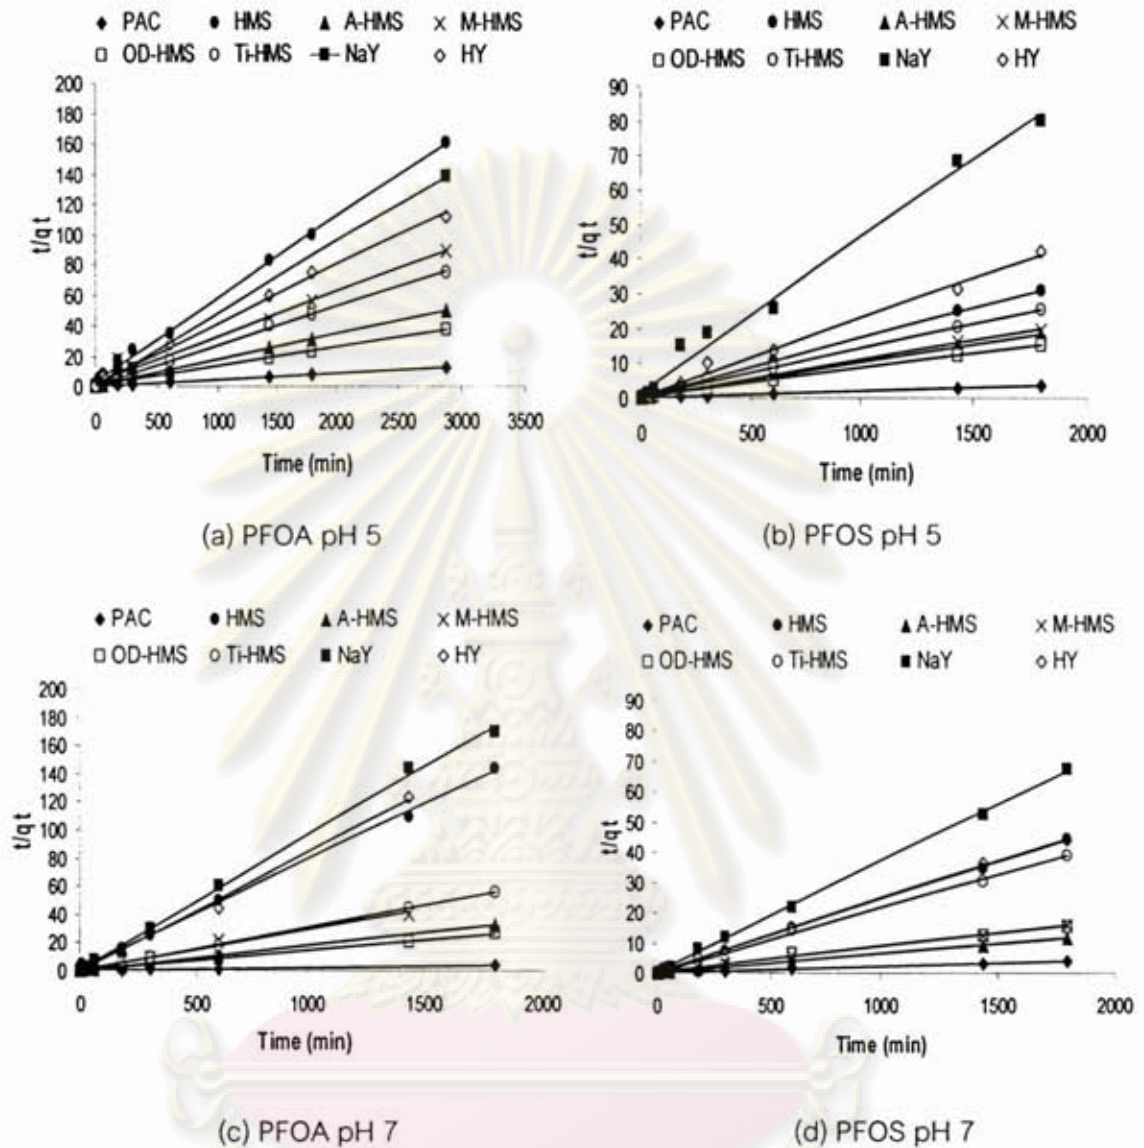 PAC HMS A-HMS M-HMS
OD-HMS Ti-HMS NaY HY
200
180
160
140
120
100
80
60
40
20
0
t/q t
0 500 1000 1500 2000 2500 3000 3500
Time (min)
(a) PFOA pH 5
PAC HMS A-HMS M-HMS
OD-HMS Ti-HMS NaY HY
90
80
70
60
50
40
30
20
10
0
t/q t
0 500 1000 1500 2000
Time (min)
(b) PFOS pH 5
PAC HMS A-HMS M-HMS
OD-HMS Ti-HMS NaY HY
200
180
160
140
120
100
80
60
40
20
0
t/q t
0 500 1000 1500 2000
Time (min)
(c) PFOA pH 7
PAC HMS A-HMS M-HMS
OD-HMS Ti-HMS NaY HY
90
80
70
60
50
40
30
20
10
0
t/q t
0 500 1000 1500 2000
Time (min)
(d) PFOS pH 7